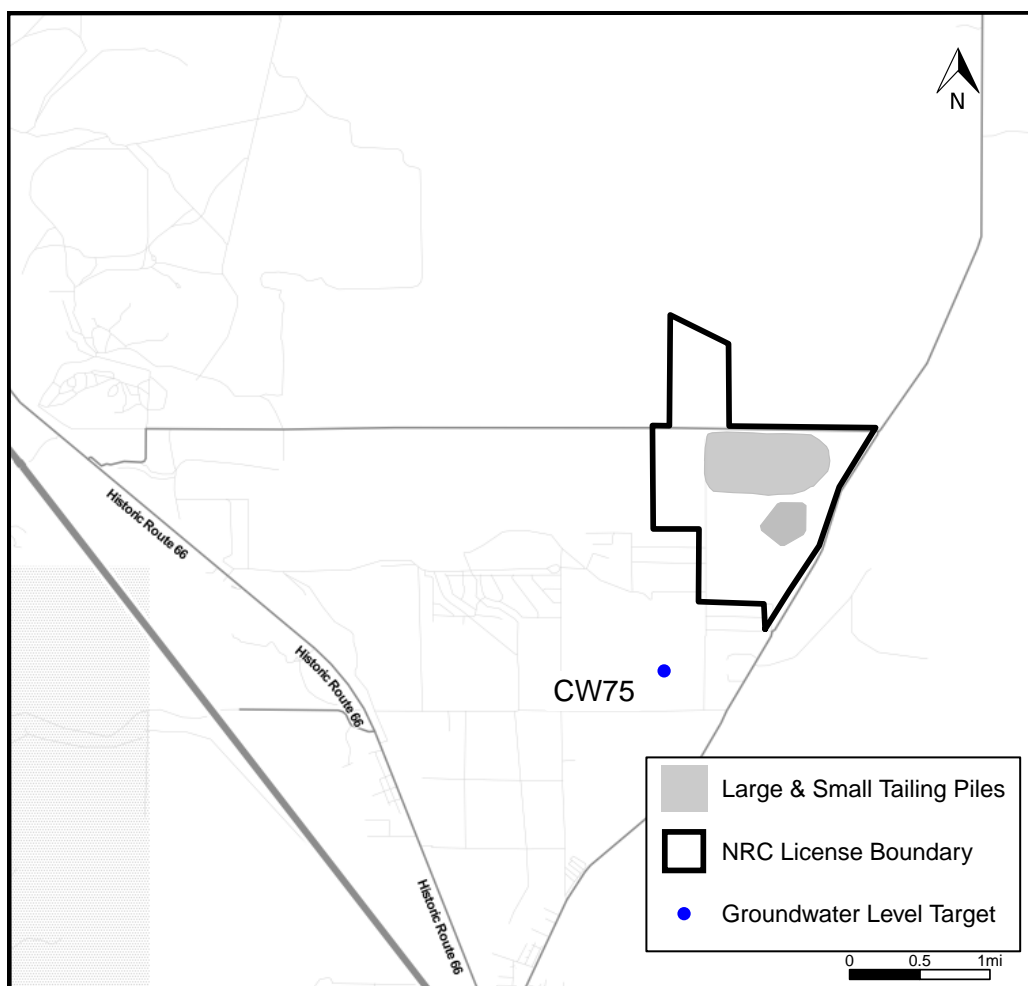 N
Historic Route 66
Historic Route 66
CW75
Historic Route 66
Large & Small Tailing Piles
NRC License Boundary
Groundwater Level Target
0 0.5 1mi